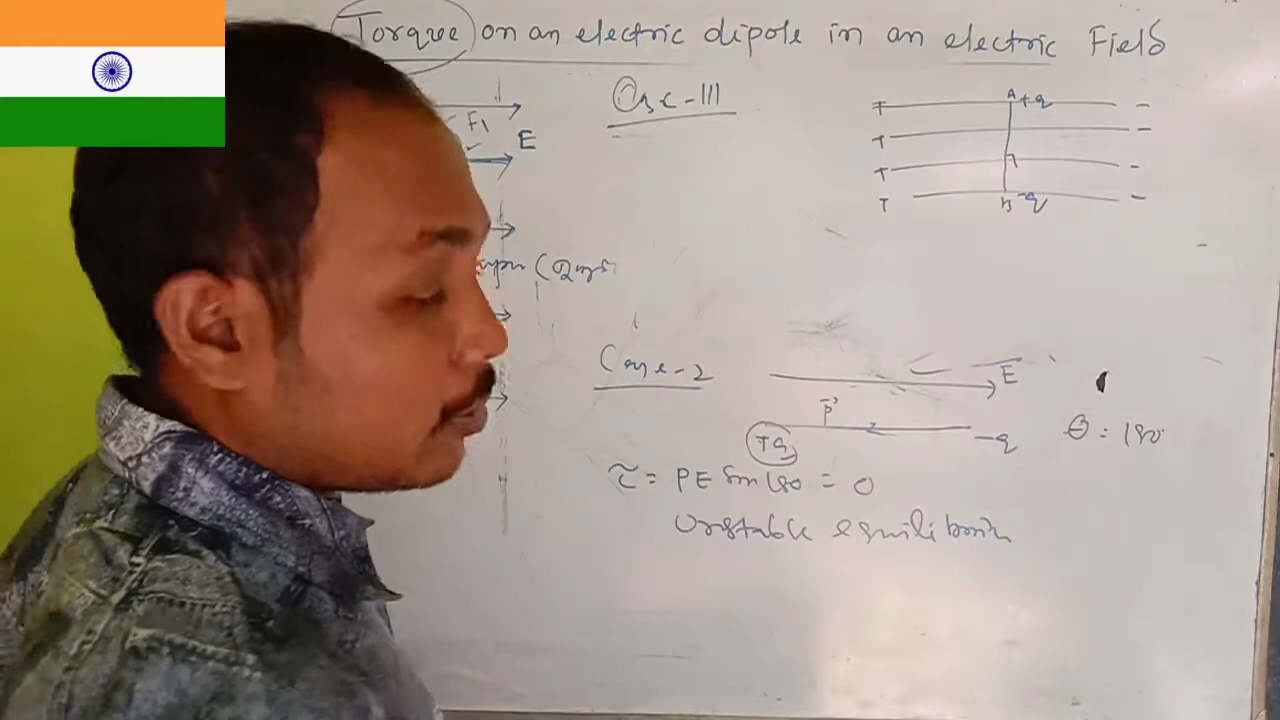 Torque on an electric dipole in an electric Field
F1
E
Case-III
A +q
B -q
Case-2
E
p
+q
-q
θ = 180
τ = PE Sin 180 = 0
Unstable equilibrium